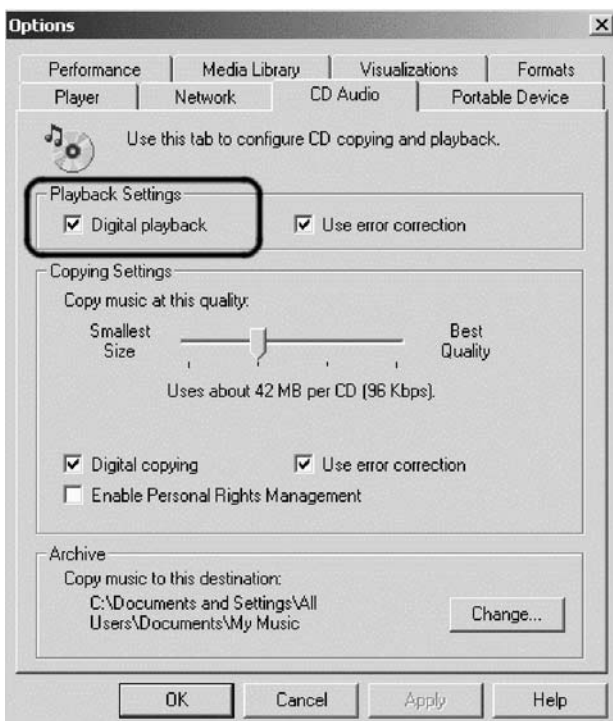 Options
Performance Media Library Visualizations Formats
Player Network CD Audio Portable Device
Use this tab to configure CD copying and playback.
Playback Settings
Digital playback Use error correction
Copying Settings
Copy music at this quality:
Smallest Size Best Quality
Uses about 42 MB per CD (96 Kbps).
Digital copying Use error correction
Enable Personal Rights Management
Archive
Copy music to this destination:
C:\Documents and Settings\All
Users\Documents\My Music
Change...
OK Cancel Apply Help